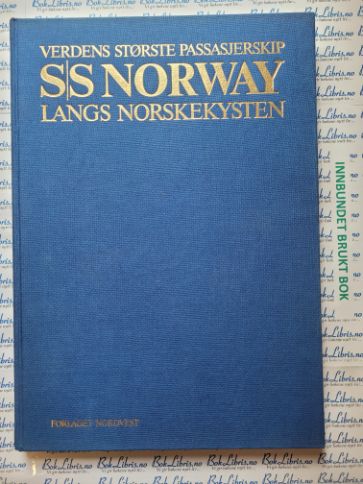 VERDENS STØRSTE PASSASJERSKIP
S/S NORWAY
LANGS NORSKEKYSTEN
FORLAGET NORDVEST
INNBUNDET BRUKT BOK
BokLibris.no